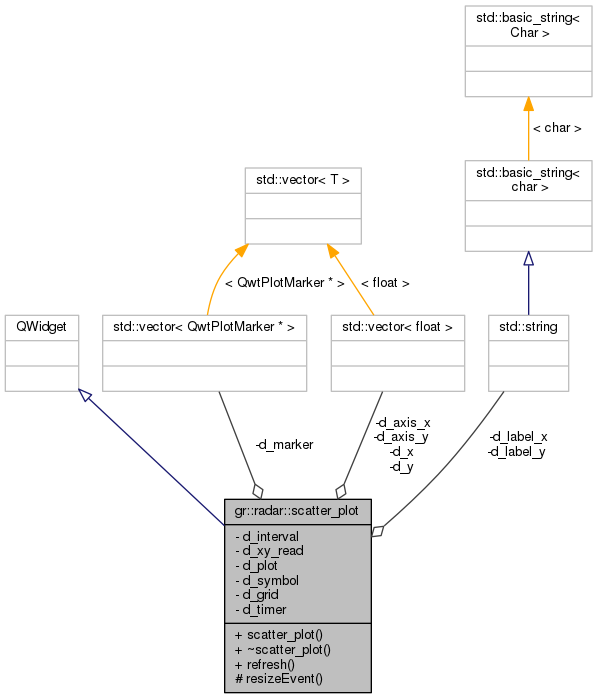 std::basic_string<
Char >
< char >
std::vector< T >
std::basic_string<
char >
< QwtPlotMarker * >
< float >
QWidget
std::vector< QwtPlotMarker * >
std::vector< float >
std::string
-d_marker
-d_axis_x
-d_axis_y
-d_x
-d_y
-d_label_x
-d_label_y
gr::radar::scatter_plot
- d_interval
- d_xy_read
- d_plot
- d_symbol
- d_grid
- d_timer
+ scatter_plot()
+ ~scatter_plot()
+ refresh()
# resizeEvent()